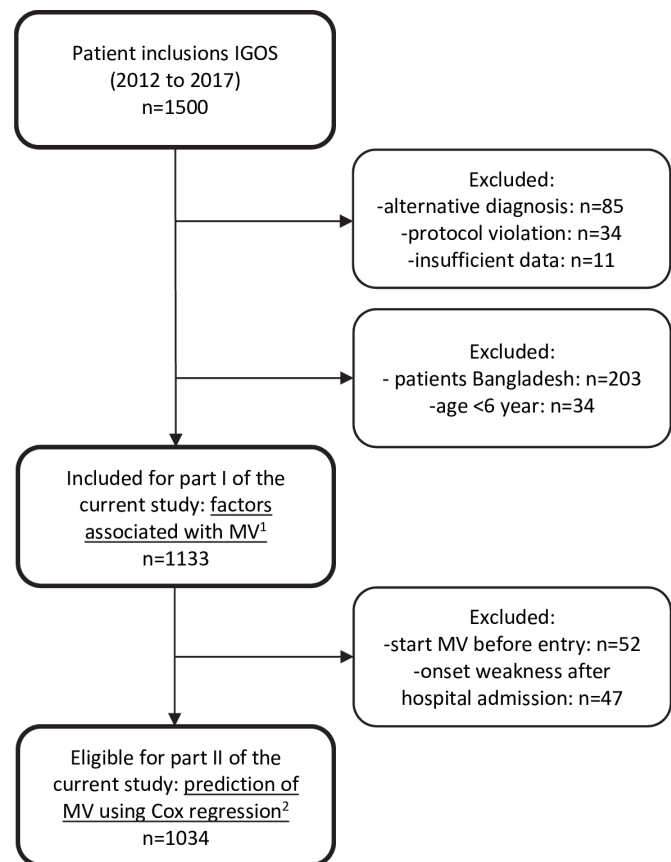 Patient inclusions IGOS
(2012 to 2017)
n=1500
Excluded:
-alternative diagnosis: n=85
-protocol violation: n=34
-insufficient data: n=11
Excluded:
- patients Bangladesh: n=203
-age <6 year: n=34
Included for part I of the
current study: factors
associated with MV¹
n=1133
Excluded:
-start MV before entry: n=52
-onset weakness after
hospital admission: n=47
Eligible for part II of the
current study: prediction of
MV using Cox regression²
n=1034